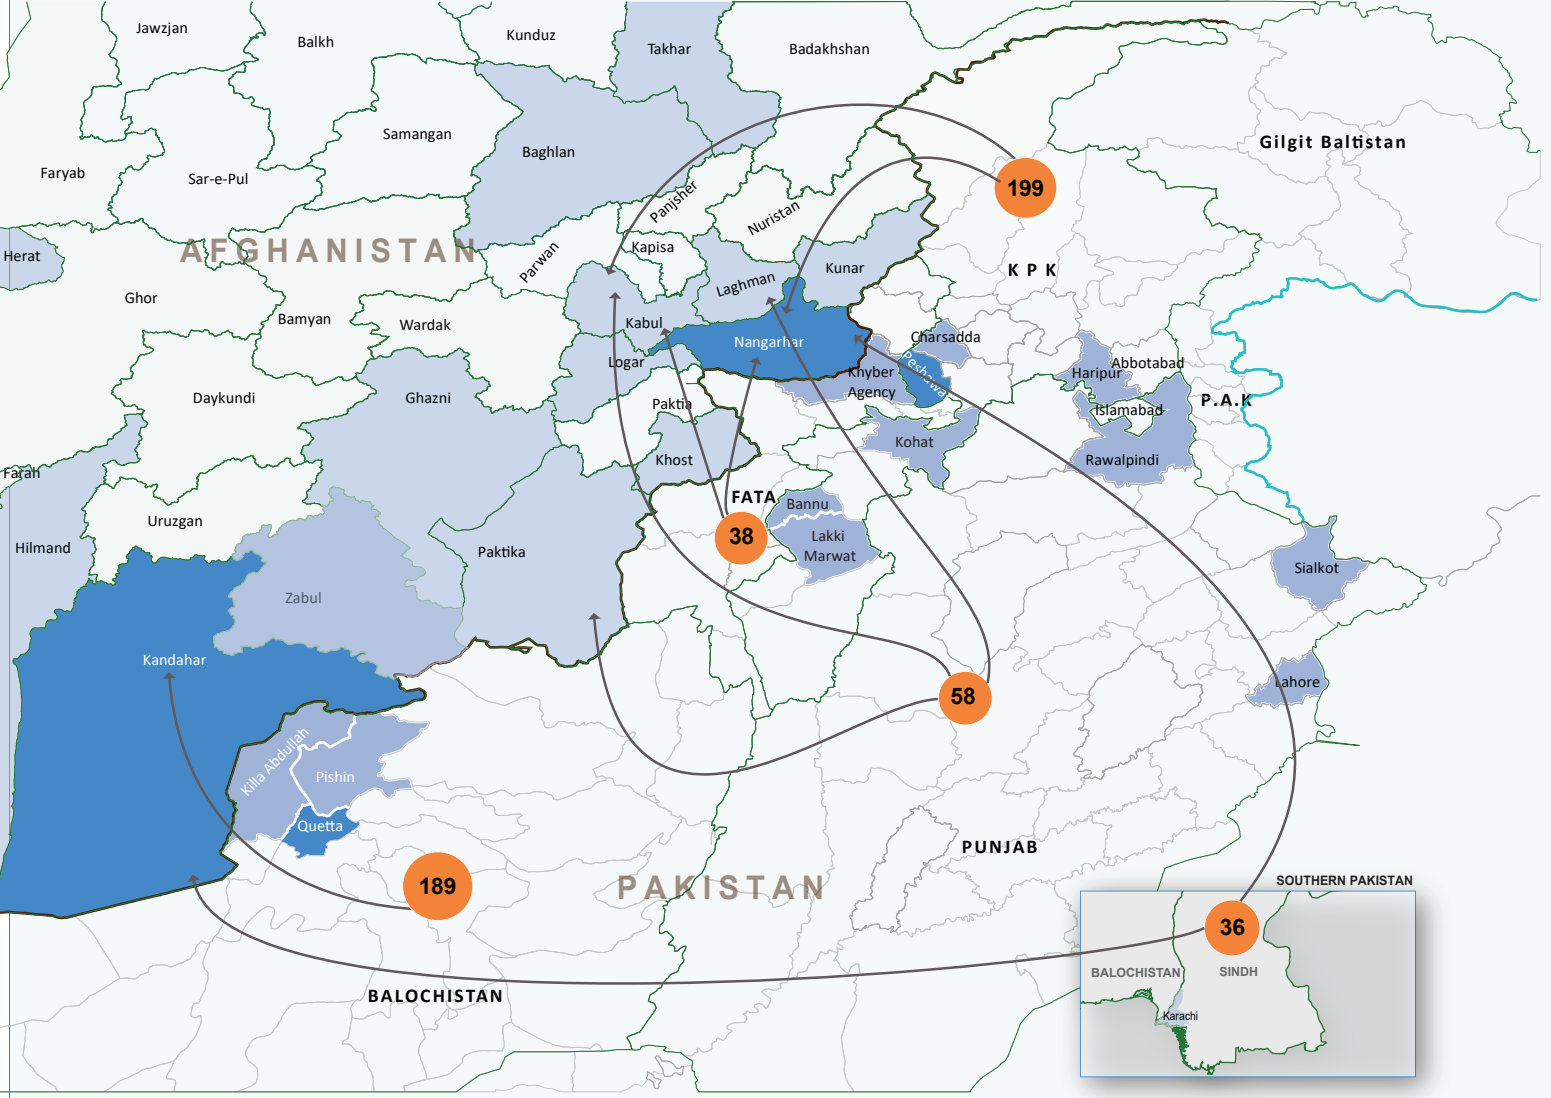 Jawzjan
Balkh
Kunduz
Takhar
Badakhshan
Samangan
Baghlan
Gilgit Baltistan
Faryab
Sar-e-Pul
199
Panjsher
Nuristan
AFGHANISTAN
Herat
Parwan
Kapisa
Kunar
K P K
Laghman
Ghor
Bamyan
Wardak
Kabul
Nangarhar
Charsadda
Logar
Peshawa
Khyber
Agency
Haripur
Abbotabad
Daykundi
Ghazni
Paktia
P.A.K
Islamabad
Kohat
Khost
Rawalpindi
Farah
FATA
Bannu
Uruzgan
38
Lakki
Marwat
Hilmand
Paktika
Sialkot
Zabul
Kandahar
Lahore
58
Killa Abdullah
Pishin
Quetta
PUNJAB
189
PAKISTAN
SOUTHERN PAKISTAN
36
BALOCHISTAN
SINDH
BALOCHISTAN
Karachi